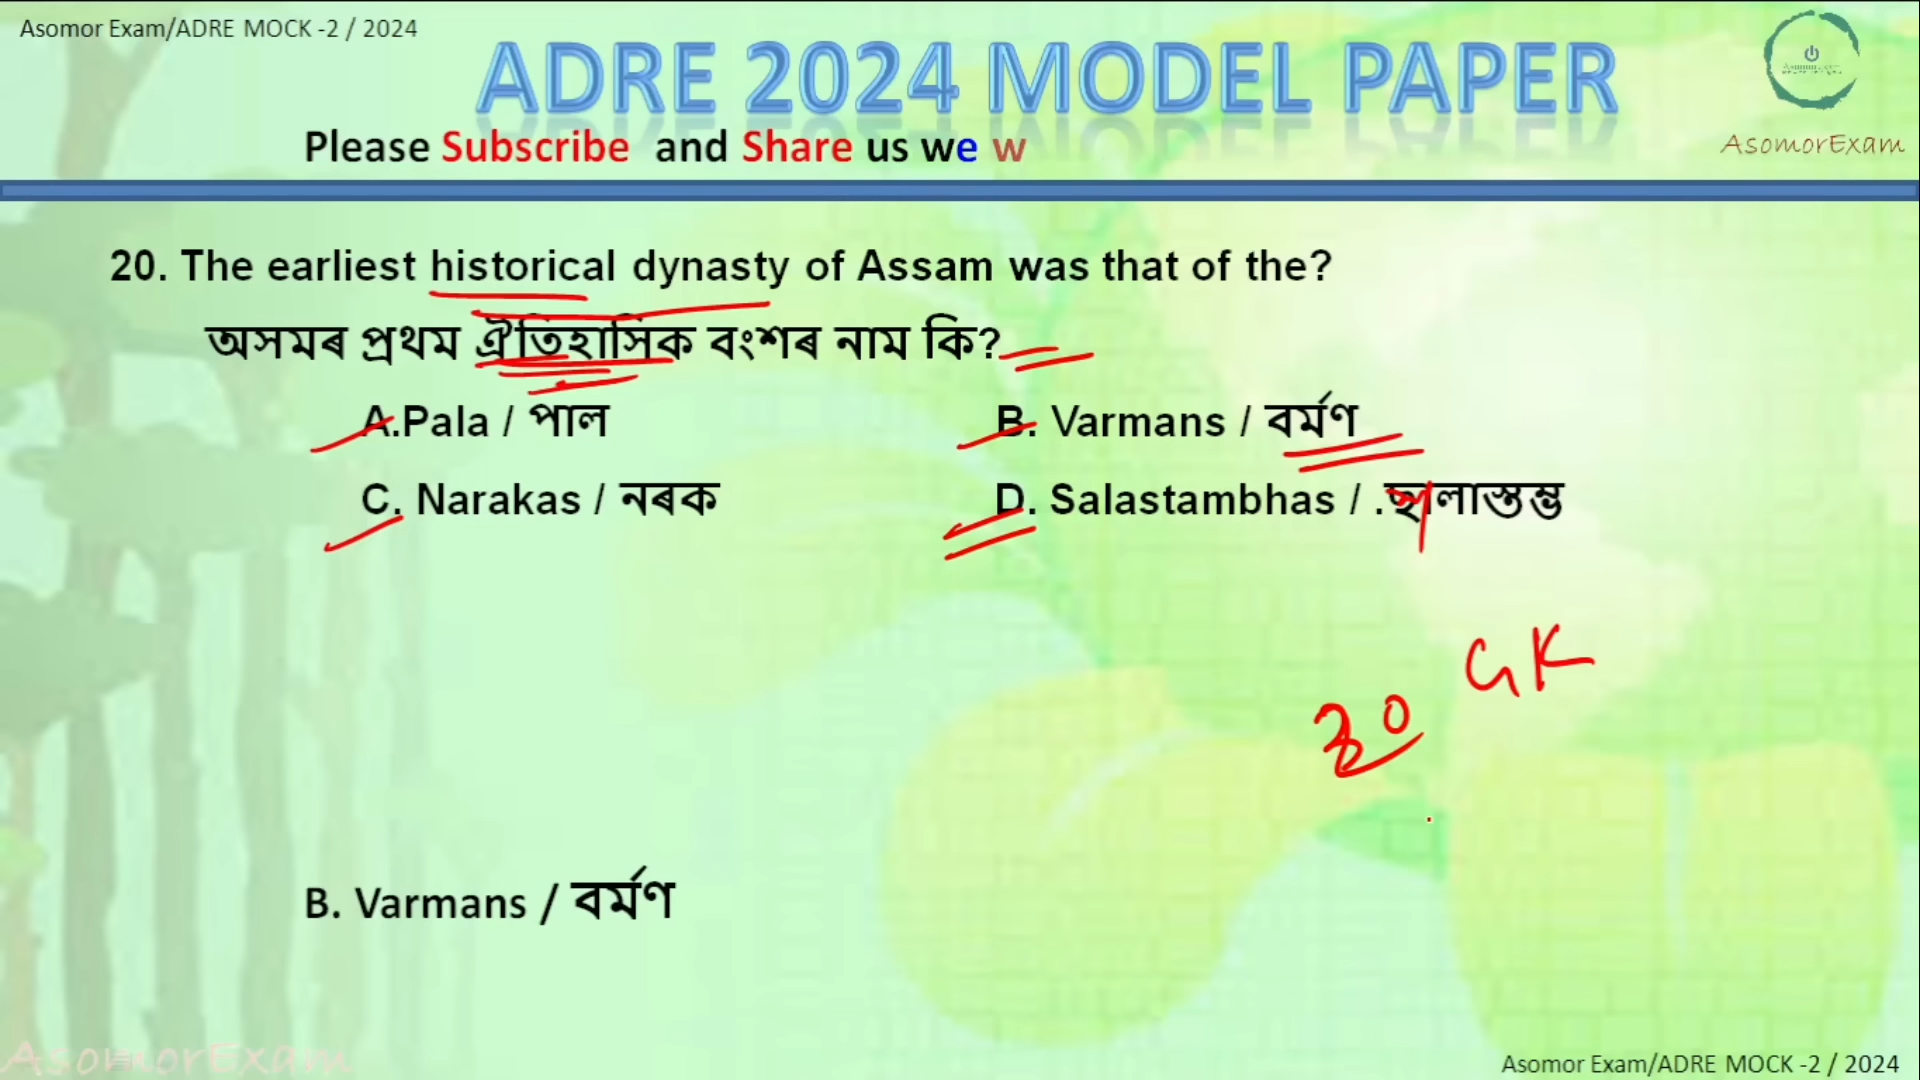 Asomor Exam/ADRE MOCK -2 / 2024
ADRE 2024 MODEL PAPER
Please Subscribe and Share us we w
AsomorExam
20. The earliest historical dynasty of Assam was that of the?
অসমৰ প্ৰথম ঐতিহাসিক বংশৰ নাম কি?
A.Pala / পাল
B. Varmans / বৰ্মণ
C. Narakas / নৰক
D. Salastambhas /
GK
30
B. Varmans / বৰ্মণ
AsomorExam
Asomor Exam/ADRE MOCK -2 / 2024